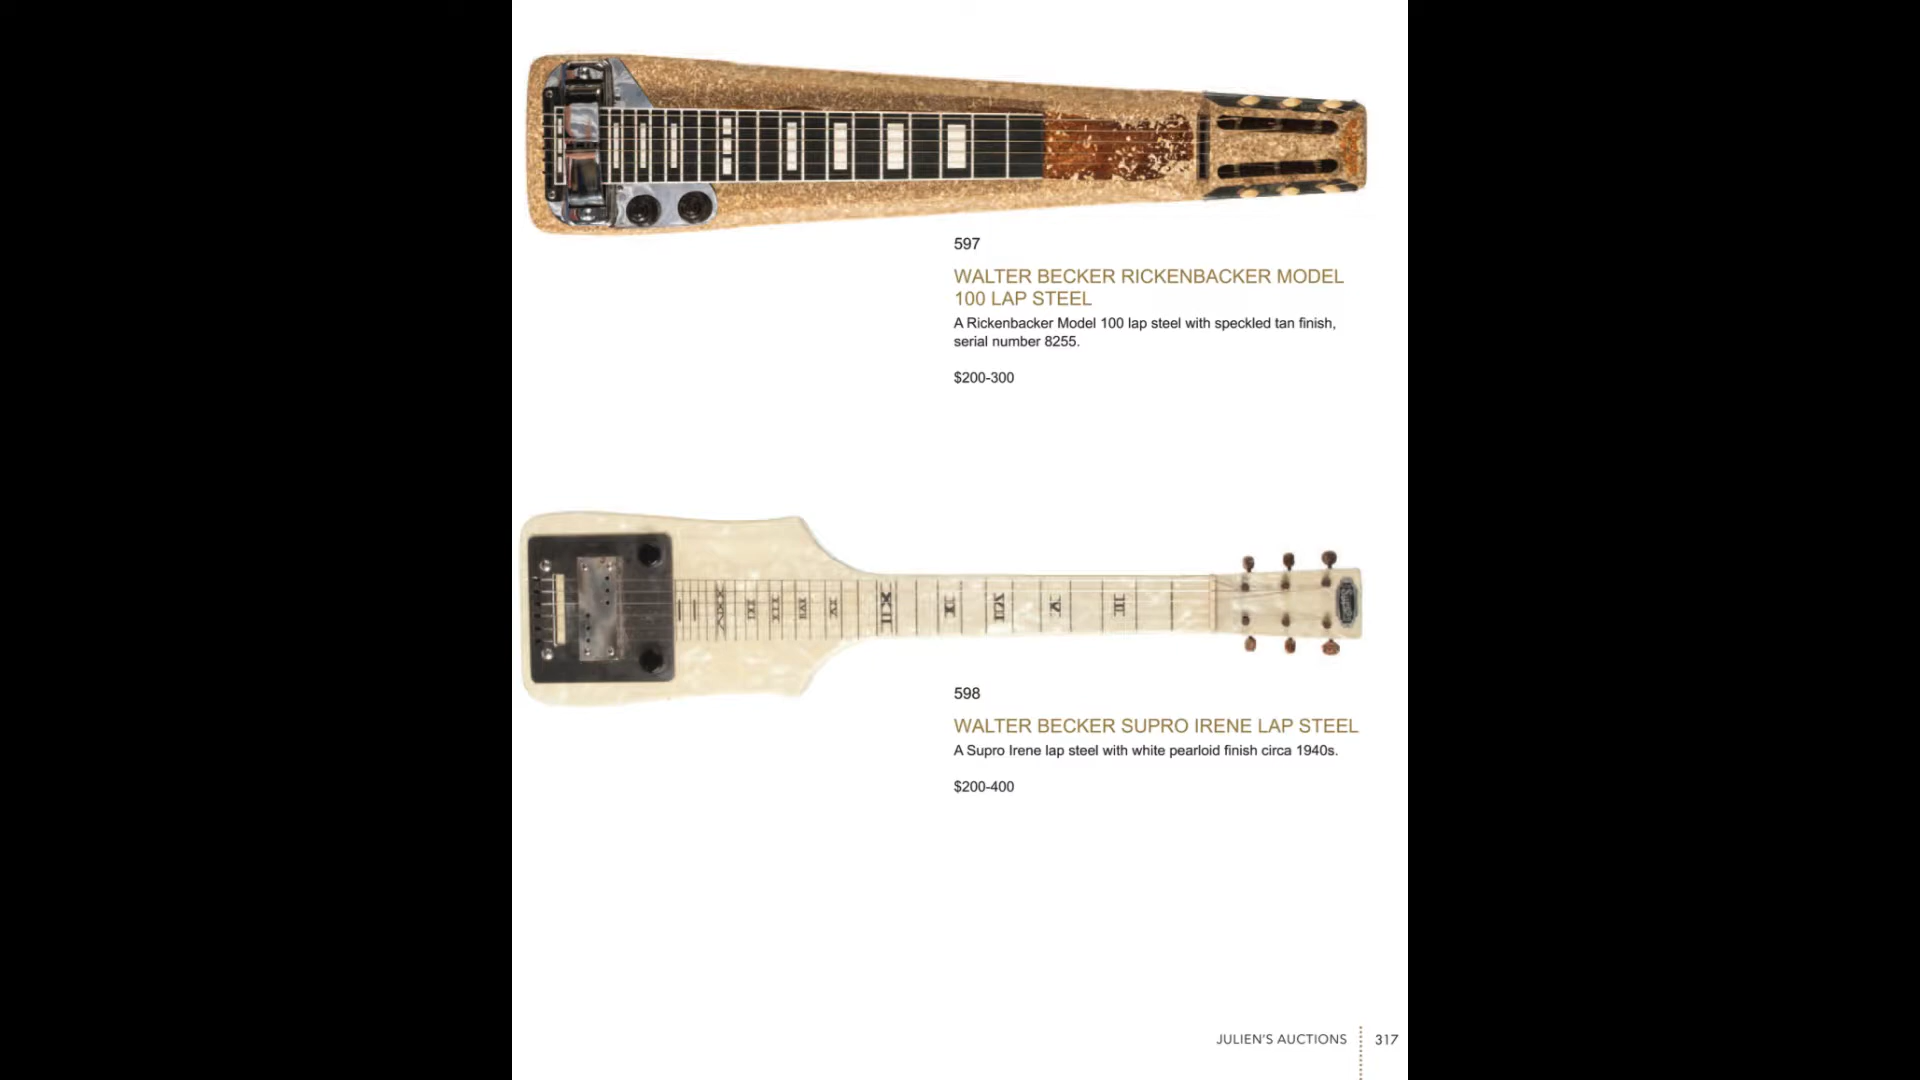 597
WALTER BECKER RICKENBACKER MODEL
100 LAP STEEL
A Rickenbacker Model 100 lap steel with speckled tan finish,
serial number 8255.
$200-300
598
WALTER BECKER SUPRO IRENE LAP STEEL
A Supro Irene lap steel with white pearloid finish circa 1940s.
$200-400
JULIEN'S AUCTIONS 317